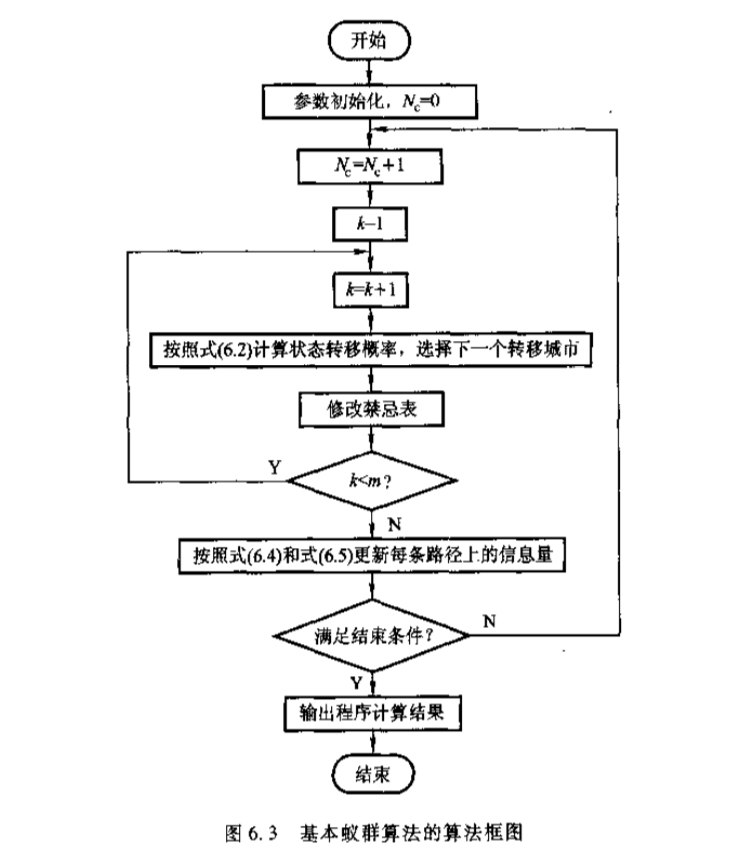 开始
参数初始化，Nc=0
Nc=Nc+1
k=1
k=k+1
按照式(6.2)计算状态转移概率，选择下一个转移城市
修改禁忌表
Y
k<m?
N
按照式(6.4)和式(6.5)更新每条路径上的信息量
满足结束条件?
N
Y
输出程序计算结果
结束
图 6.3 基本蚁群算法的算法框图